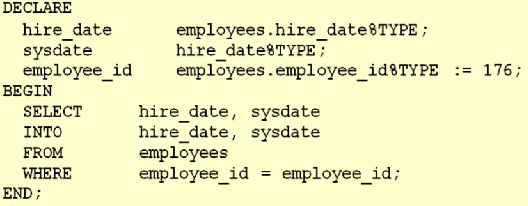 DECLARE
hire_date employees.hire_date%TYPE;
sysdate hire_date%TYPE;
employee_id employees.employee_id%TYPE := 176;
BEGIN
SELECT hire_date, sysdate
INTO hire_date, sysdate
FROM employees
WHERE employee_id = employee_id;
END;